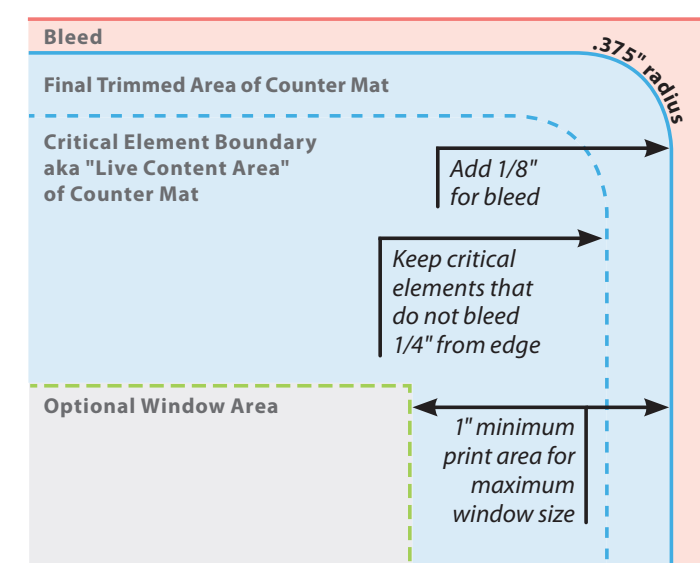 Bleed
.375" radius
Final Trimmed Area of Counter Mat
Critical Element Boundary
aka "Live Content Area"
of Counter Mat
Add 1/8"
for bleed
Keep critical
elements that
do not bleed
1/4" from edge
Optional Window Area
1" minimum
print area for
maximum
window size